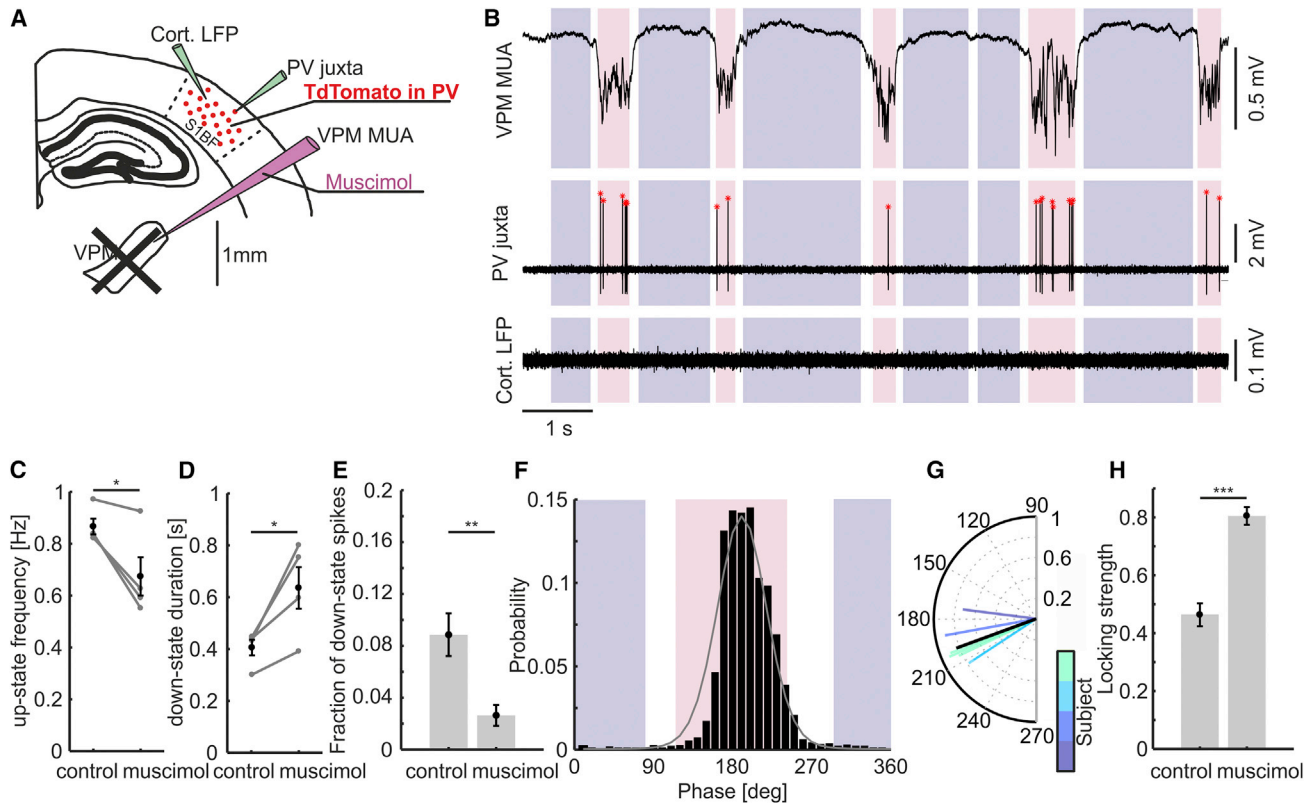 A
Cort. LFP
PV juxta
TdTomato in PV
S1BF
VPM MUA
Muscimol
VPM
1mm
B
VPM MUA
0.5 mV
PV juxta
2 mV
Cort. LFP
0.1 mV
1 s
C
up-state frequency [Hz]
1
0.8
0.6
0.4
0.2
0
*
control muscimol
D
down-state duration [s]
1
0.8
0.6
0.4
0.2
0
*
control muscimol
E
Fraction of down-state spikes
0.2
0.16
0.12
0.08
0.04
0
**
control muscimol
F
Probability
0.15
0.1
0.05
0
0 90 180 270 360
Phase [deg]
G
90
120
150
180
210
240
270
1
0.6
0.2
Subject
H
Locking strength
0.8
0.6
0.4
0.2
0
***
control muscimol